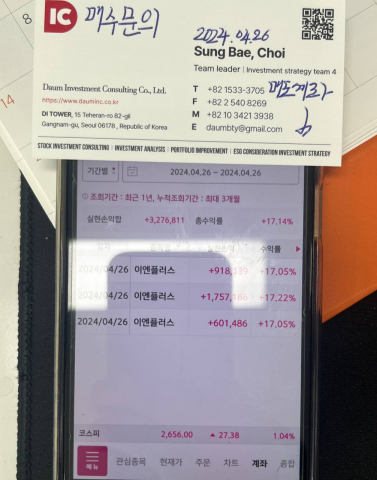 8
14
IC
매수문의
2024.04.26
Sung Bae, Choi
Team leader | Investment strategy team 4
Daum Investment Consulting Co., Ltd.
https://www.dauminc.co.kr
DI TOWER, 15 Teheran-ro 82-gil
Gangnam-gu, Seoul 06178, Republic of Korea
T +82 1533-3705
F +82 2 540 8269
M +82 10 3421 3938
E daumbty@gmail.com
STOCK INVESTMENT CONSULTING | INVESTMENT ANALYSIS | PORTFOLIO IMPROVEMENT | ESG CONSIDERATION INVESTMENT STRATEGY
기간별 2024.04.26 ~ 2024.04.26
조회기간 : 최근 1년, 누적조회기간 : 최대 3개월
실현손익합 +3,276,811 총수익률 +17.14%
수익률
2024/04/26 이엔플러스 +918,139 +17.05%
2024/04/26 이엔플러스 +17.22%
2024/04/26 이엔플러스 +601,486 +17.05%
코스피 2,656,00 ▲ 27,38 1.04%
메뉴 관심종목 현재가 주문 차트 계좌 종합